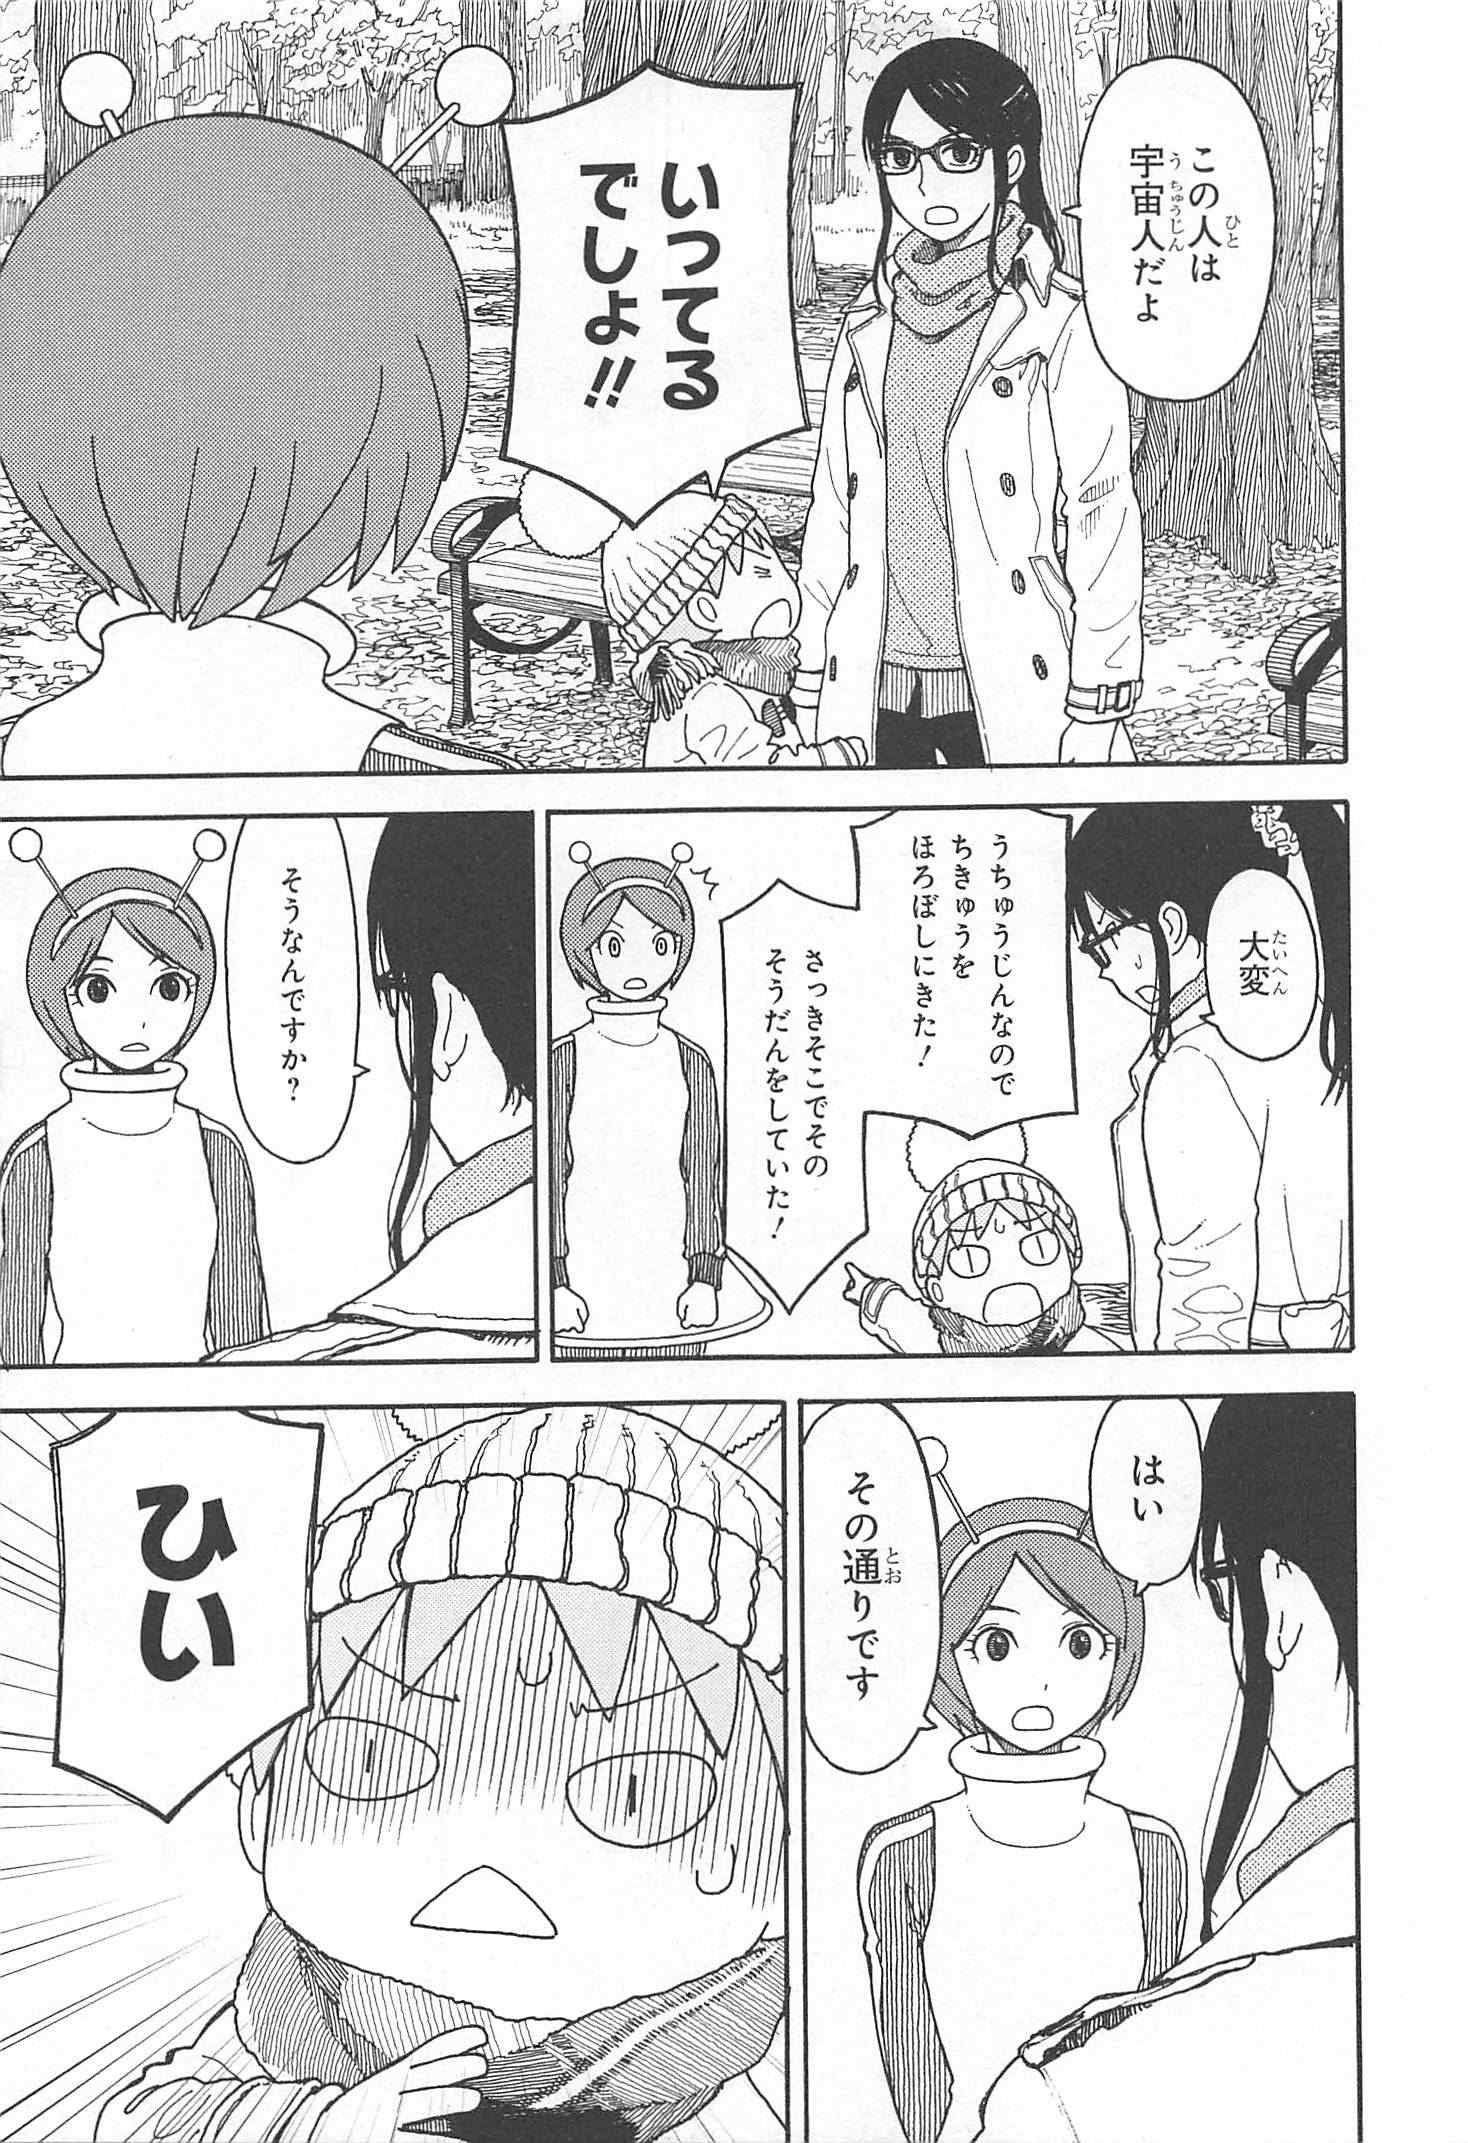 この人は
宇宙人だよ
いってる
でしょ!!
大変
うちゅうじんなので
ちきゅうを
ほろぼしにきた!
さっきそこでその
そうだんをしていた!
そうなんですか?
はい
その通りです
ひい